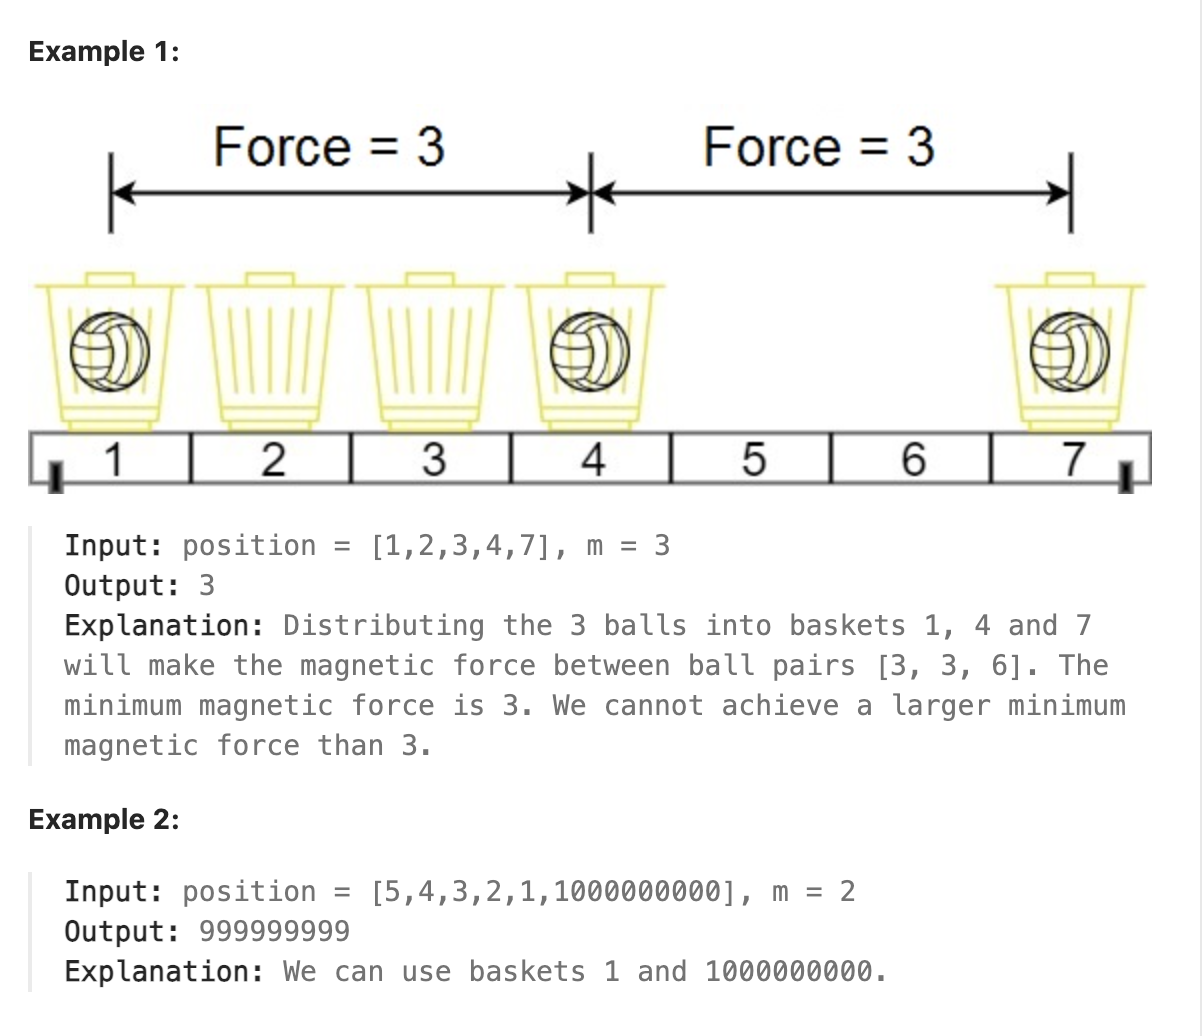 Example 1:
Force = 3 Force = 3
1 2 3 4 5 6 7
Input: position = [1,2,3,4,7], m = 3
Output: 3
Explanation: Distributing the 3 balls into baskets 1, 4 and 7
will make the magnetic force between ball pairs [3, 3, 6]. The
minimum magnetic force is 3. We cannot achieve a larger minimum
magnetic force than 3.
Example 2:
Input: position = [5,4,3,2,1,1000000000], m = 2
Output: 999999999
Explanation: We can use baskets 1 and 1000000000.